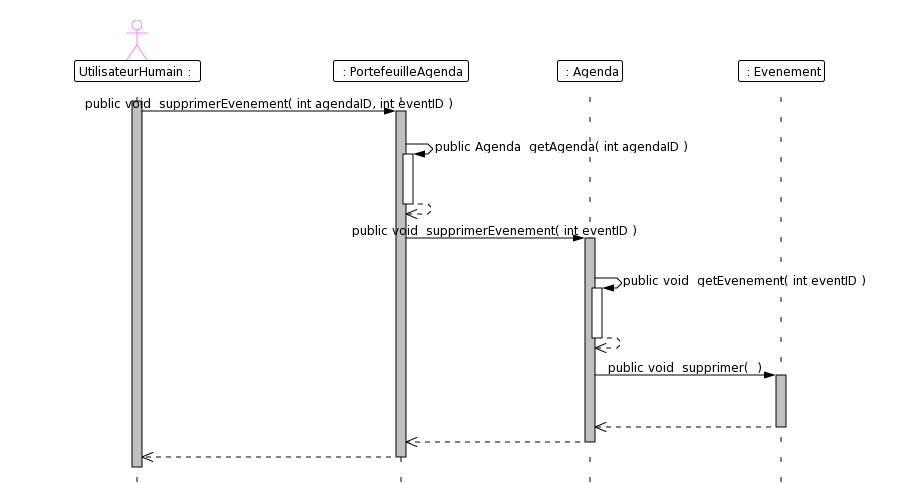 UtilisateurHumain :
: PortefeuilleAgenda
: Agenda
: Evenement
public void supprimerEvenement( int agendaID, int eventID )
public Agenda getAgenda( int agendaID )
public void supprimerEvenement( int eventID )
public void getEvenement( int eventID )
public void supprimer( )